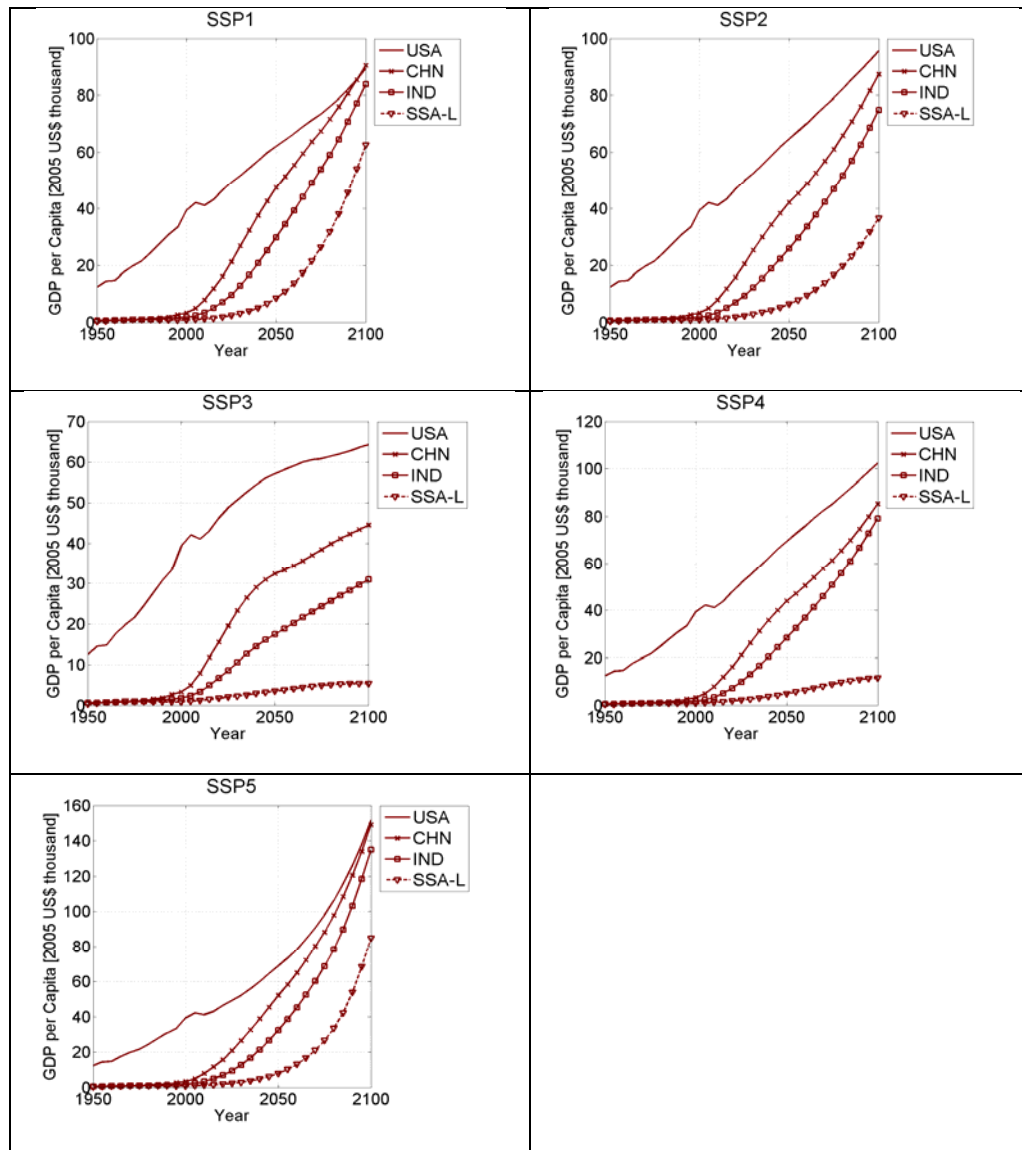 SSP1
GDP per Capita [2005 US$ thousand]
100
80
60
40
20
0
1950 2000 2050 2100
Year
USA
CHN
IND
SSA-L
SSP2
GDP per Capita [2005 US$ thousand]
100
80
60
40
20
0
1950 2000 2050 2100
Year
USA
CHN
IND
SSA-L
SSP3
GDP per Capita [2005 US$ thousand]
70
60
50
40
30
20
10
0
1950 2000 2050 2100
Year
USA
CHN
IND
SSA-L
SSP4
GDP per Capita [2005 US$ thousand]
120
100
80
60
40
20
0
1950 2000 2050 2100
Year
USA
CHN
IND
SSA-L
SSP5
GDP per Capita [2005 US$ thousand]
160
140
120
100
80
60
40
20
0
1950 2000 2050 2100
Year
USA
CHN
IND
SSA-L